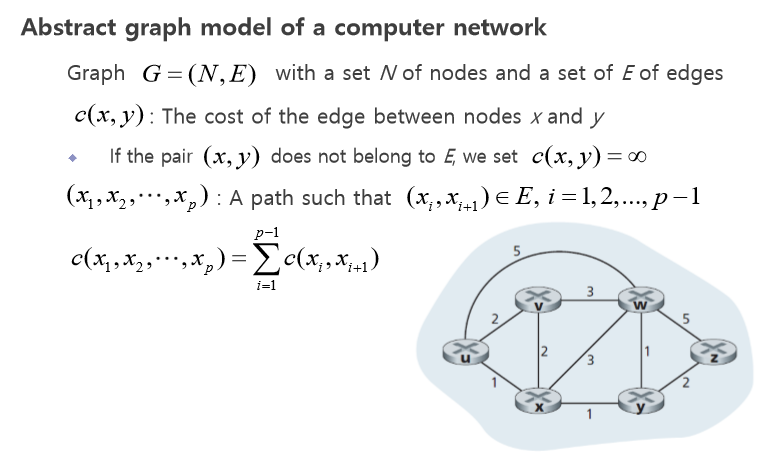 Abstract graph model of a computer network
Graph G = (N, E) with a set N of nodes and a set of E of edges
c(x, y) : The cost of the edge between nodes x and y
If the pair (x, y) does not belong to E, we set c(x, y) = ∞
(x₁, x₂, ⋯, xₚ) : A path such that (xᵢ, xᵢ₊₁) ∈ E, i = 1, 2, ..., p − 1
c(x₁, x₂, ⋯, xₚ) = ∑_{i=1}^{p−1} c(xᵢ, xᵢ₊₁)
5
3
v
w
2
5
2
3
1
u
z
1
2
x
y
1